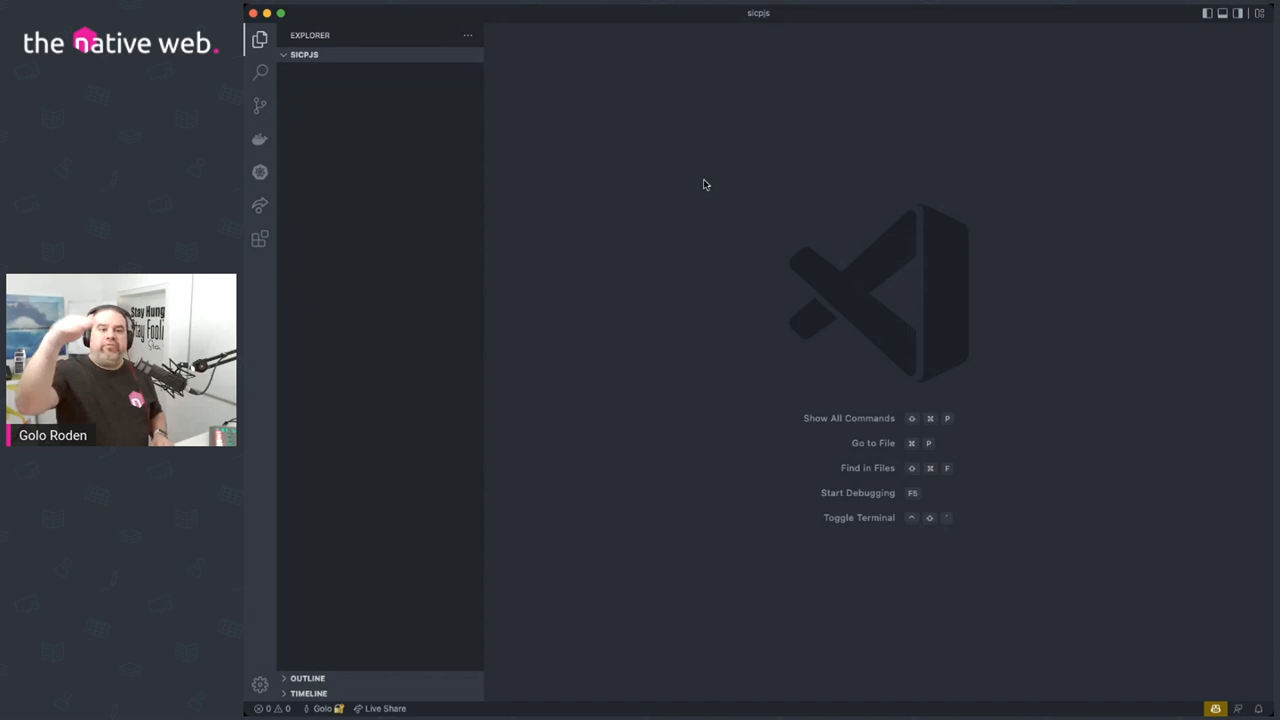 the native web.
sicpjs
EXPLORER
SICPJS
Stay Hung
Stay Fooli
Golo Roden
Show All Commands ⇧ ⌘ P
Go to File ⌘ P
Find in Files ⇧ ⌘ F
Start Debugging F5
Toggle Terminal ^ ⇧ `
OUTLINE
TIMELINE
0 0 Golo Live Share